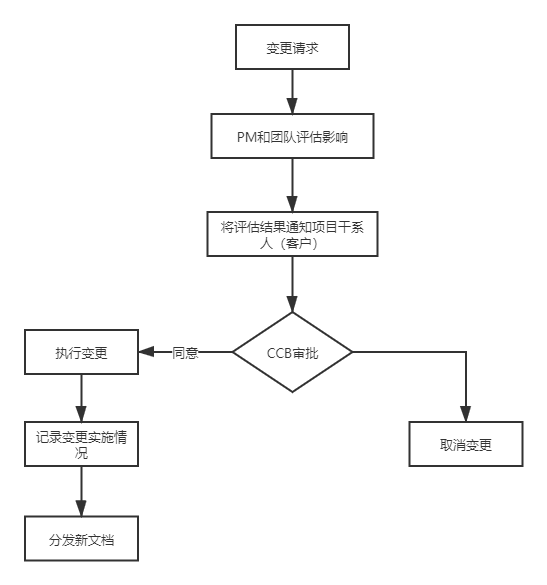 变更请求
PM和团队评估影响
将评估结果通知项目干系
人（客户）
CCB审批
同意
执行变更
取消变更
记录变更实施情
况
分发新文档